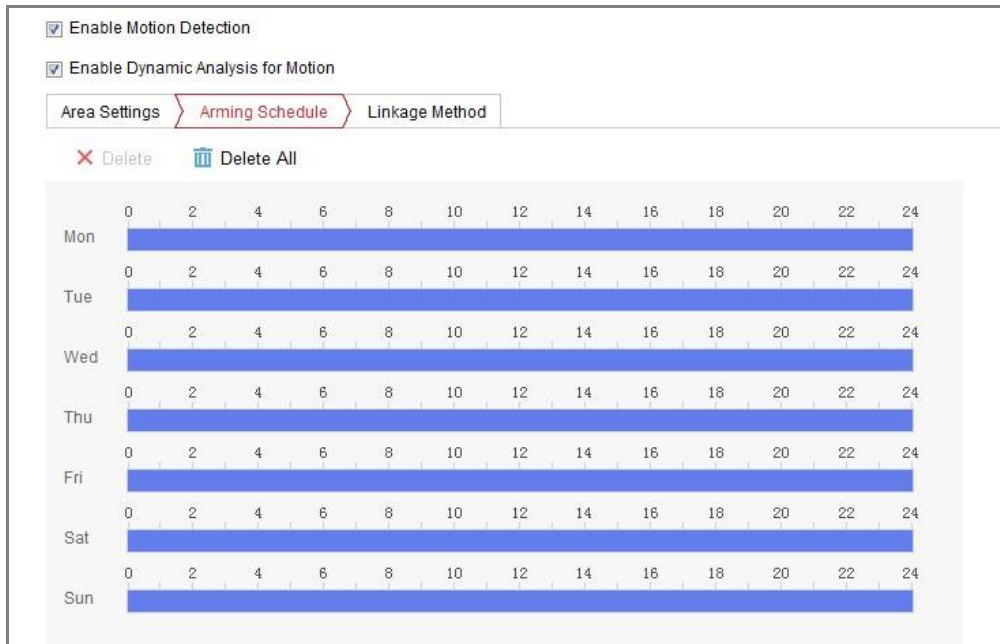 Enable Motion Detection
Enable Dynamic Analysis for Motion
Area Settings Arming Schedule Linkage Method
Delete Delete All
0 2 4 6 8 10 12 14 16 18 20 22 24
Mon
0 2 4 6 8 10 12 14 16 18 20 22 24
Tue
0 2 4 6 8 10 12 14 16 18 20 22 24
Wed
0 2 4 6 8 10 12 14 16 18 20 22 24
Thu
0 2 4 6 8 10 12 14 16 18 20 22 24
Fri
0 2 4 6 8 10 12 14 16 18 20 22 24
Sat
0 2 4 6 8 10 12 14 16 18 20 22 24
Sun